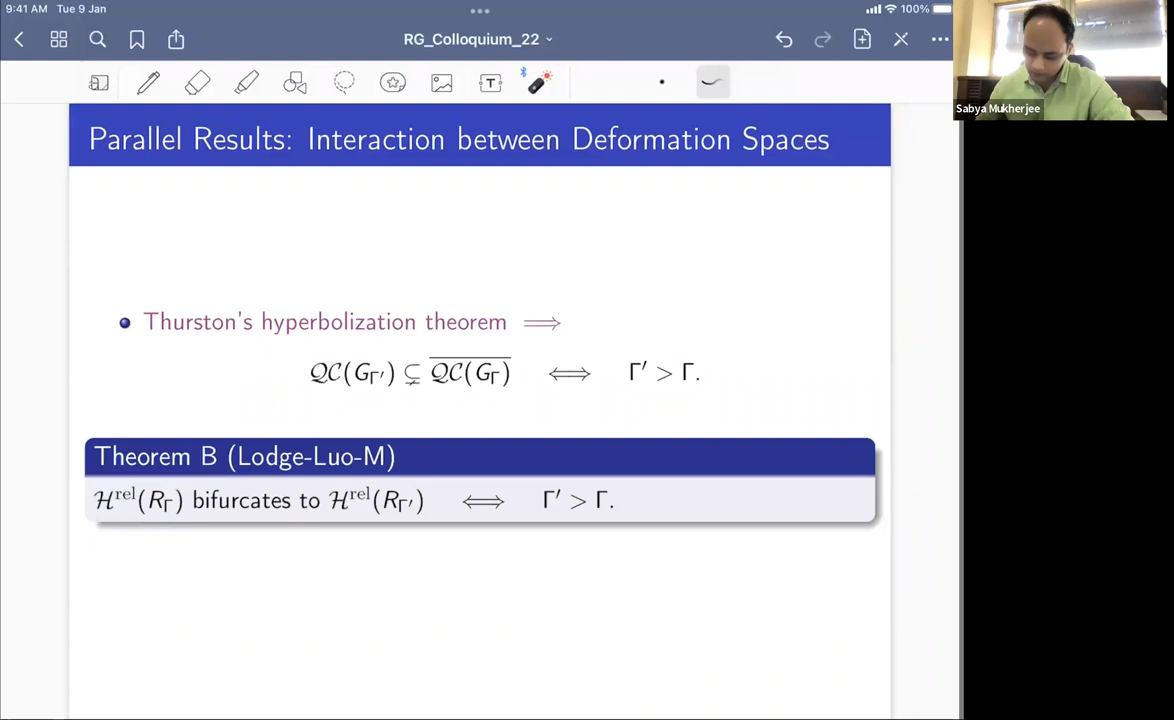 9:41 AM Tue 9 Jan
100%
RG_Colloquium_22
T
Sabya Mukherjee
Parallel Results: Interaction between Deformation Spaces
Thurston's hyperbolization theorem ⟹
𝒬𝒞(G_Γ′) ⊊ \overline{𝒬𝒞(G_Γ)} ⟺ Γ′ > Γ.
Theorem B (Lodge-Luo-M)
ℋ^rel(R_Γ) bifurcates to ℋ^rel(R_Γ′) ⟺ Γ′ > Γ.